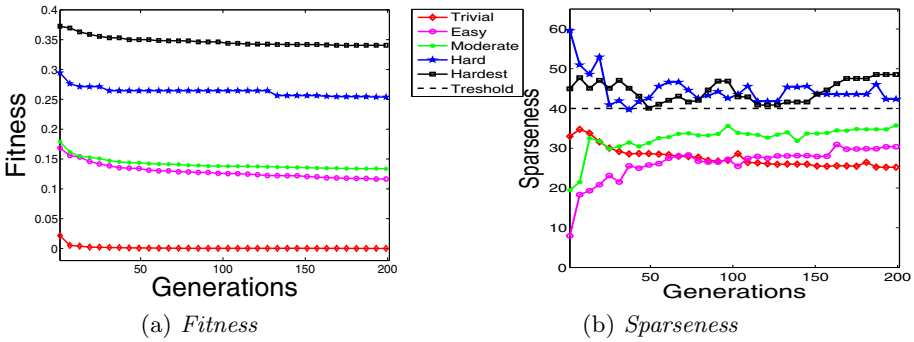 0.4
0.35
0.3
0.25
0.2
0.15
0.1
0.05
0
Fitness
50
100
150
200
Generations
(a) Fitness
Trivial
Easy
Moderate
Hard
Hardest
Treshold
60
50
40
30
20
10
0
Sparseness
50
100
150
200
Generations
(b) Sparseness